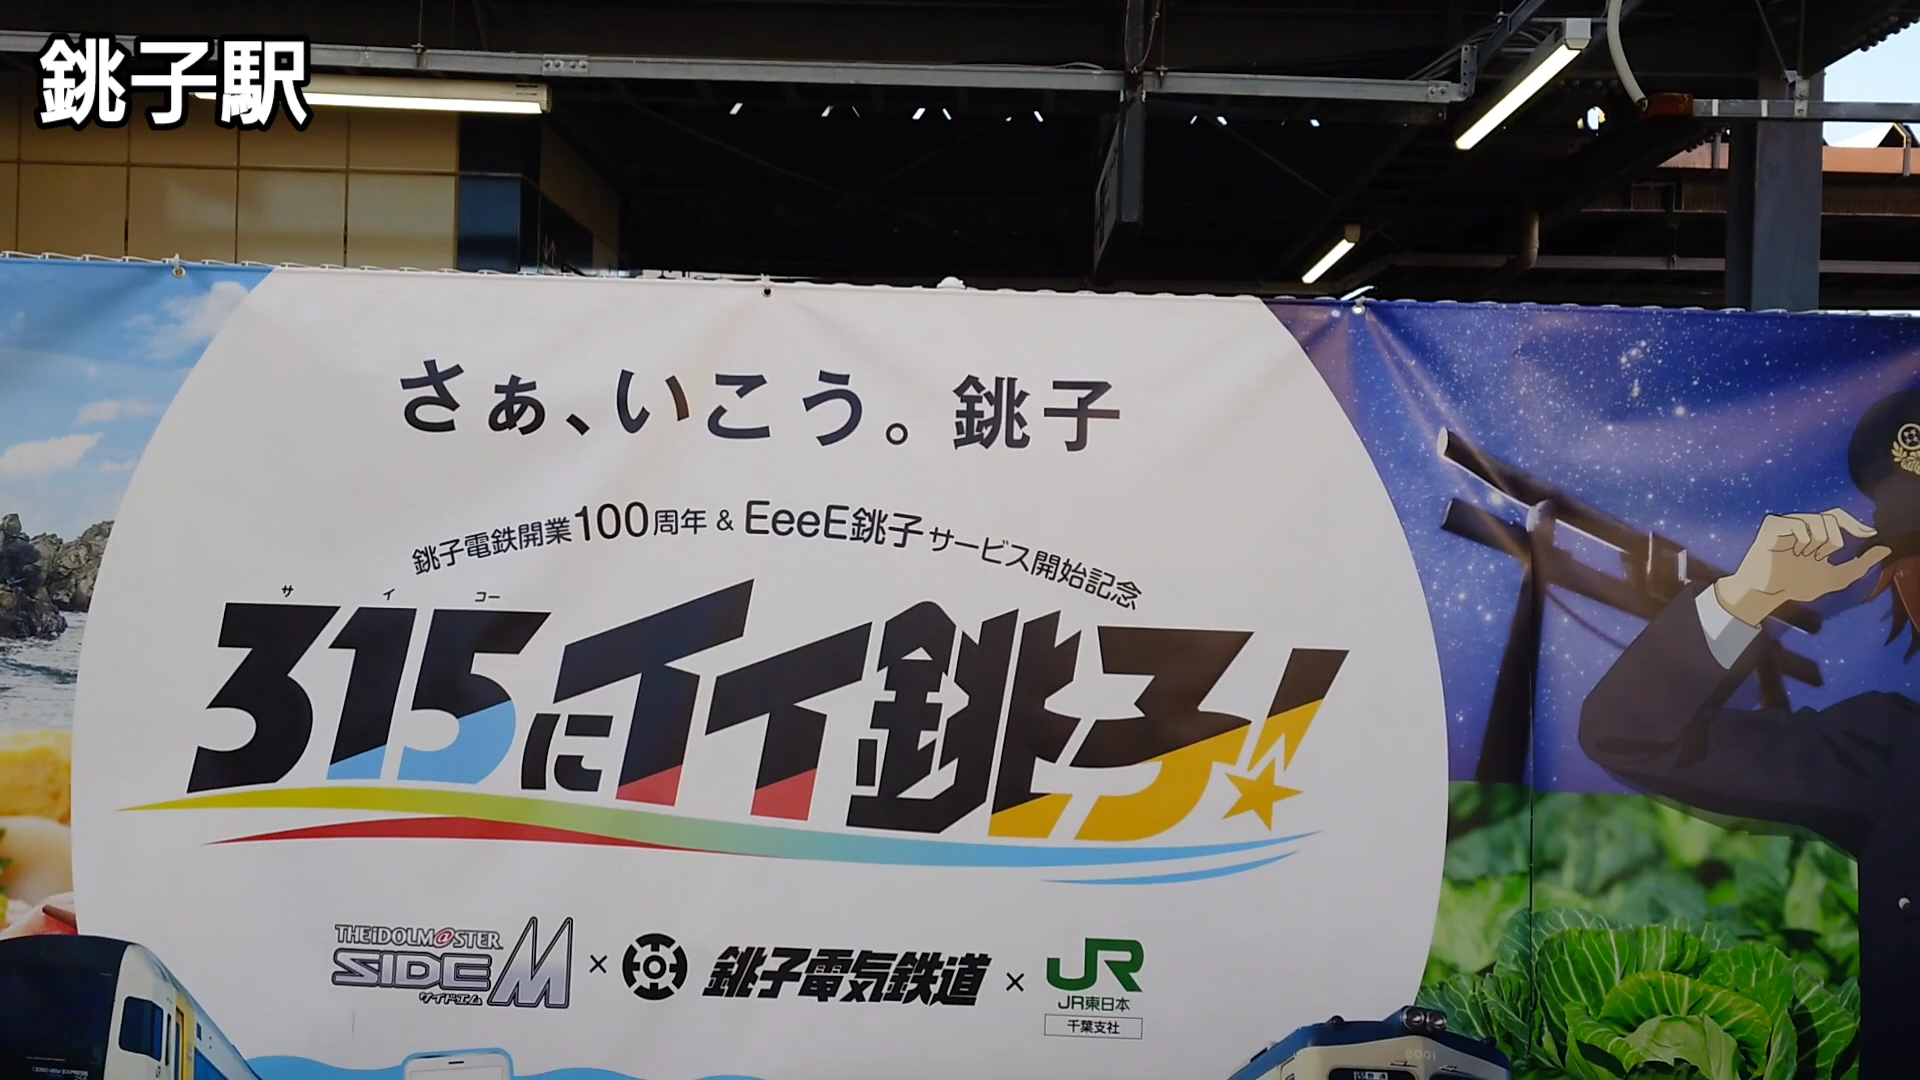 銚子駅
さぁ、いこう。銚子
銚子電鉄開業100周年 & EeeE銚子 サービス開始記念
サイコー
315にイイ銚子!
THE iDOLM@STER SIDEM サイドエム × 銚子電気鉄道 × JR
JR東日本
千葉支社
2001